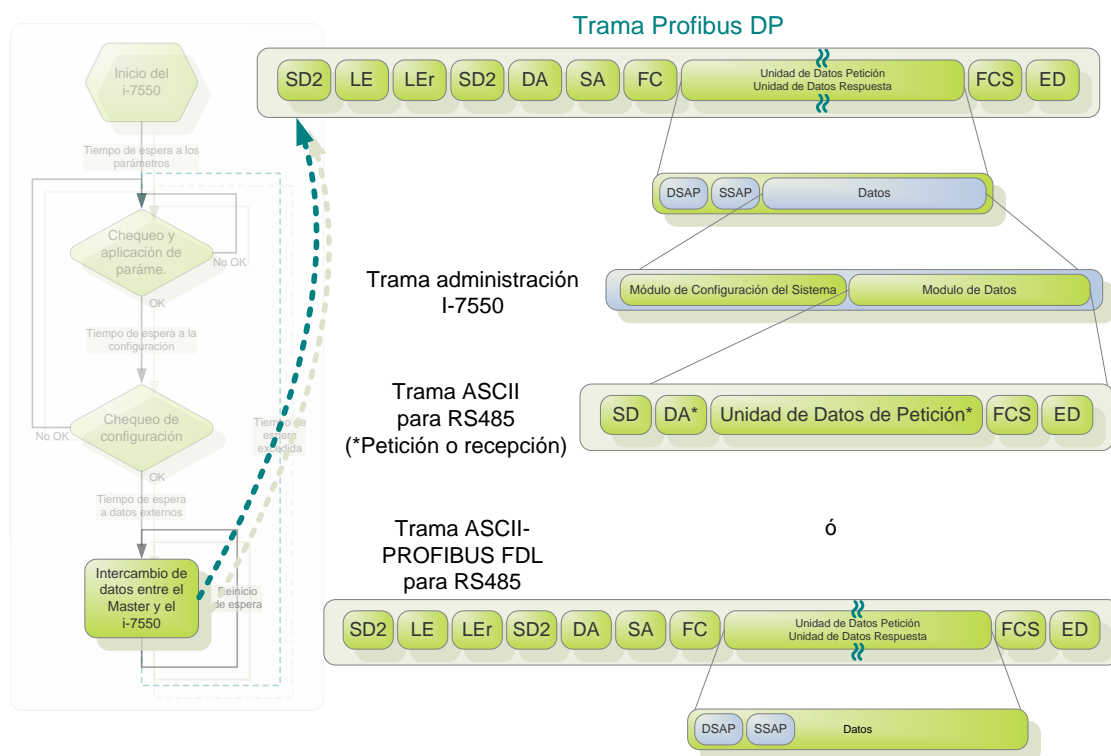 Trama Profibus DP
SD2 LE LEr SD2 DA SA FC Unidad de Datos Petición FCS ED
Unidad de Datos Respuesta
DSAP SSAP Datos
Trama administración
I-7550
Módulo de Configuración del Sistema Modulo de Datos
Trama ASCII
para RS485
(*Petición o recepción)
SD DA* Unidad de Datos de Petición* FCS ED
ó
Trama ASCII-
PROFIBUS FDL
para RS485
SD2 LE LEr SD2 DA SA FC Unidad de Datos Petición FCS ED
Unidad de Datos Respuesta
DSAP SSAP Datos
Inicio del
i-7550
Tiempo de espera a los
parámetros
Chequeo y
aplicación de
paráme.
No OK
OK
Tiempo de espera a la
configuración
Chequeo de
configuración
No OK
OK
Tiempo de
espera
excedida
Tiempo de espera
a datos externos
Intercambio de
datos entre el
Master y el
i-7550
Reinicio
de espera